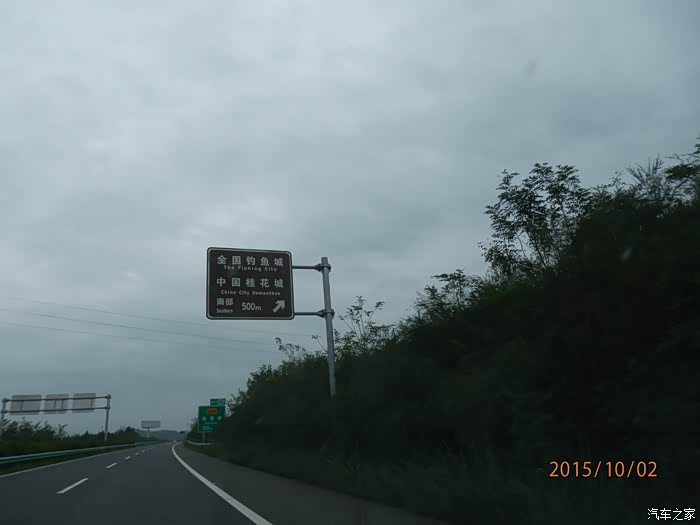 全国钓鱼城
The Fishing City
中国桂花城
China City Osmanthus
南部 500m
2015/10/02
汽车之家